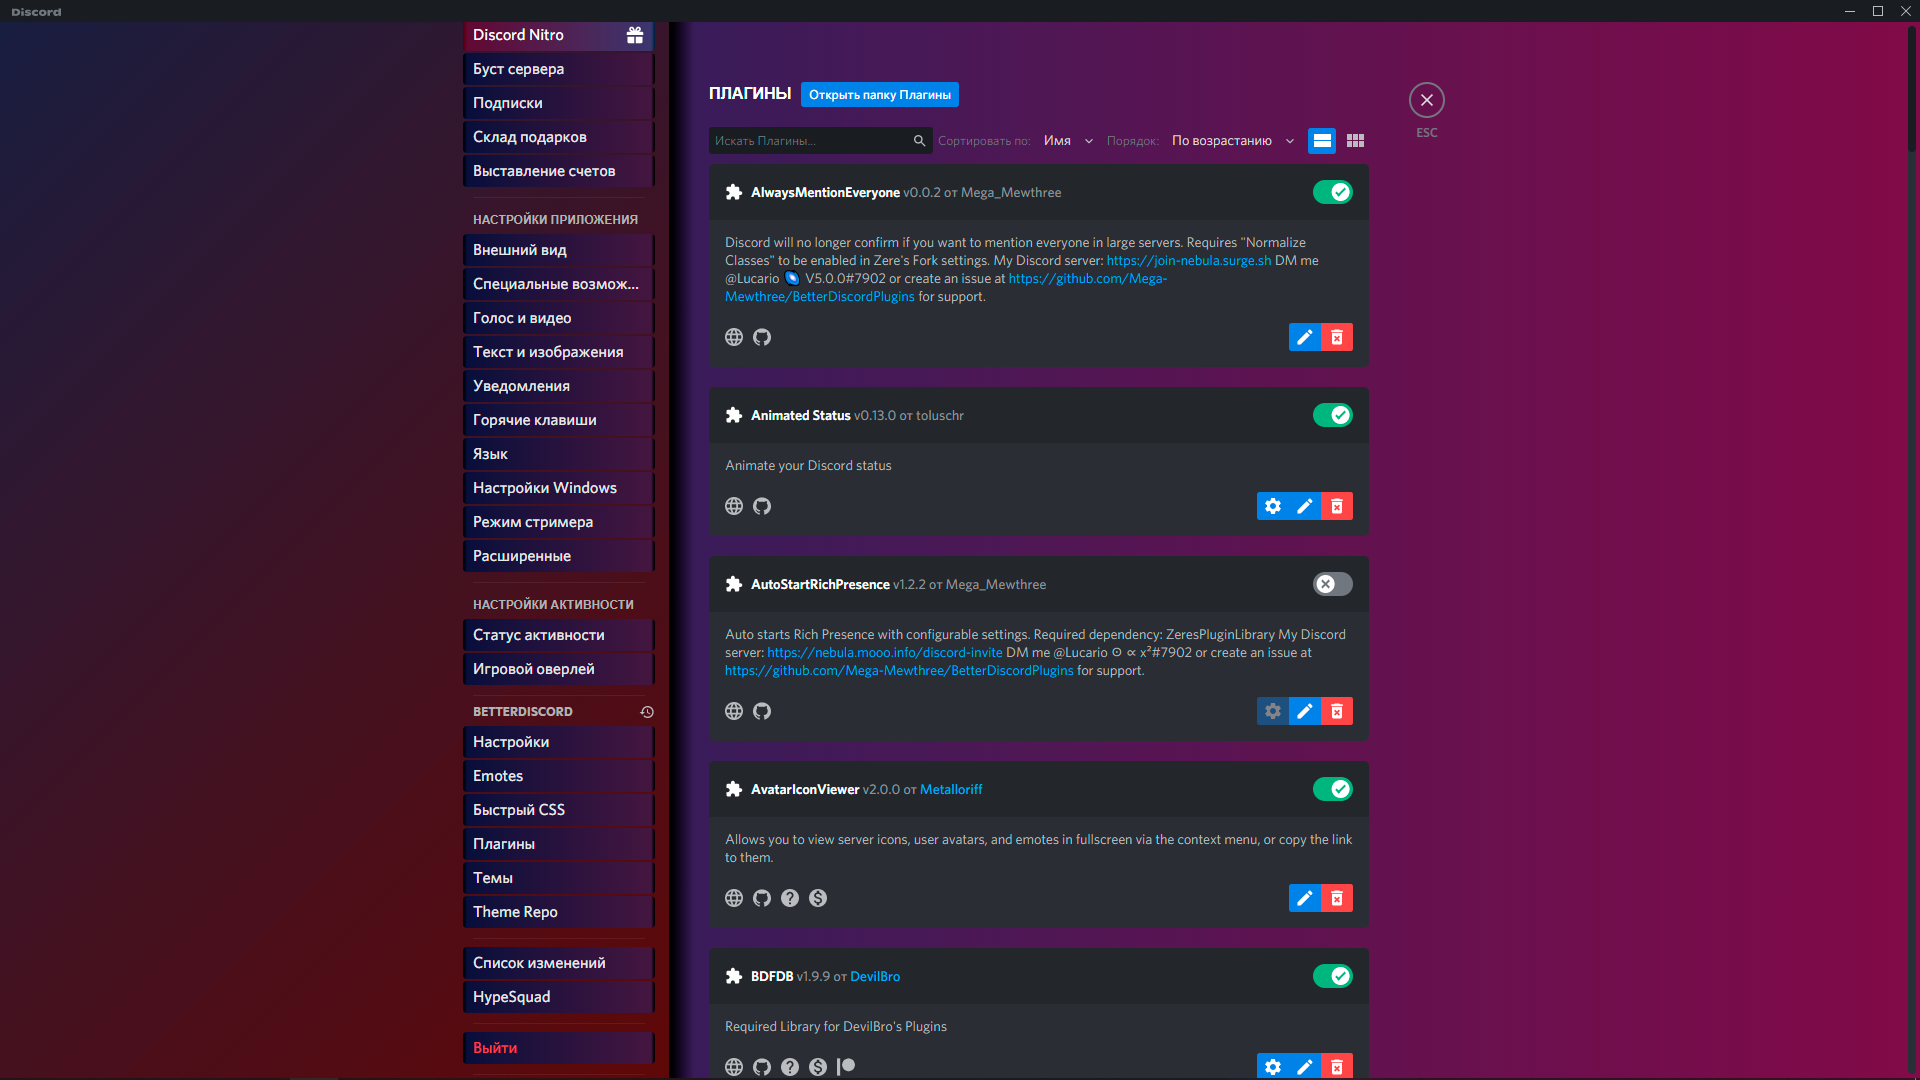 Discord
Discord Nitro
Буст сервера
Подписки
Склад подарков
Выставление счетов
НАСТРОЙКИ ПРИЛОЖЕНИЯ
Внешний вид
Специальные возмож...
Голос и видео
Текст и изображения
Уведомления
Горячие клавиши
Язык
Настройки Windows
Режим стримера
Расширенные
НАСТРОЙКИ АКТИВНОСТИ
Статус активности
Игровой оверлей
BETTERDISCORD
Настройки
Emotes
Быстрый CSS
Плагины
Темы
Theme Repo
Список изменений
HypeSquad
Выйти
ПЛАГИНЫ Открыть папку Плагины
Искать Плагины... Сортировать по: Имя Порядок: По возрастанию
ESC
AlwaysMentionEveryone v0.0.2 от Mega_Mewthree
Discord will no longer confirm if you want to mention everyone in large servers. Requires "Normalize
Classes" to be enabled in Zere's Fork settings. My Discord server: https://join-nebula.surge.sh DM me
@Lucario V5.0.0#7902 or create an issue at https://github.com/Mega-
Mewthree/BetterDiscordPlugins for support.
Animated Status v0.13.0 от toluschr
Animate your Discord status
AutoStartRichPresence v1.2.2 от Mega_Mewthree
Auto starts Rich Presence with configurable settings. Required dependency: ZeresPluginLibrary My Discord
server: https://nebula.mooo.info/discord-invite DM me @Lucario ⊙ ∝ x²#7902 or create an issue at
https://github.com/Mega-Mewthree/BetterDiscordPlugins for support.
AvatarIconViewer v2.0.0 от Metalloriff
Allows you to view server icons, user avatars, and emotes in fullscreen via the context menu, or copy the link
to them.
BDFDB v1.9.9 от DevilBro
Required Library for DevilBro's Plugins